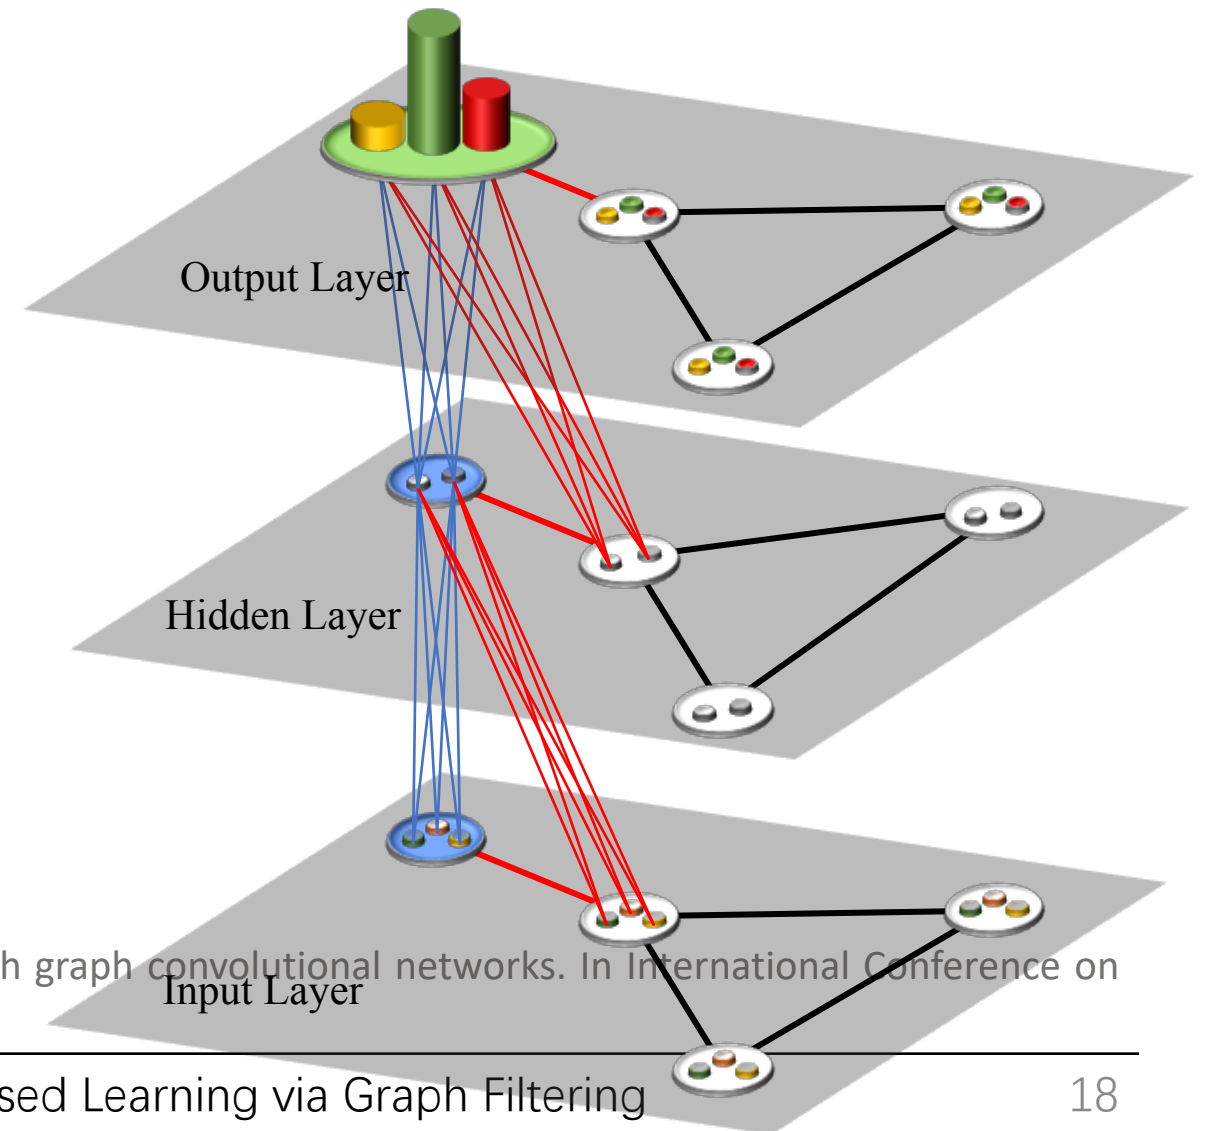 Output Layer
Hidden Layer
h graph convolutional networks. In International Conference on
Input Layer
sed Learning via Graph Filtering
18